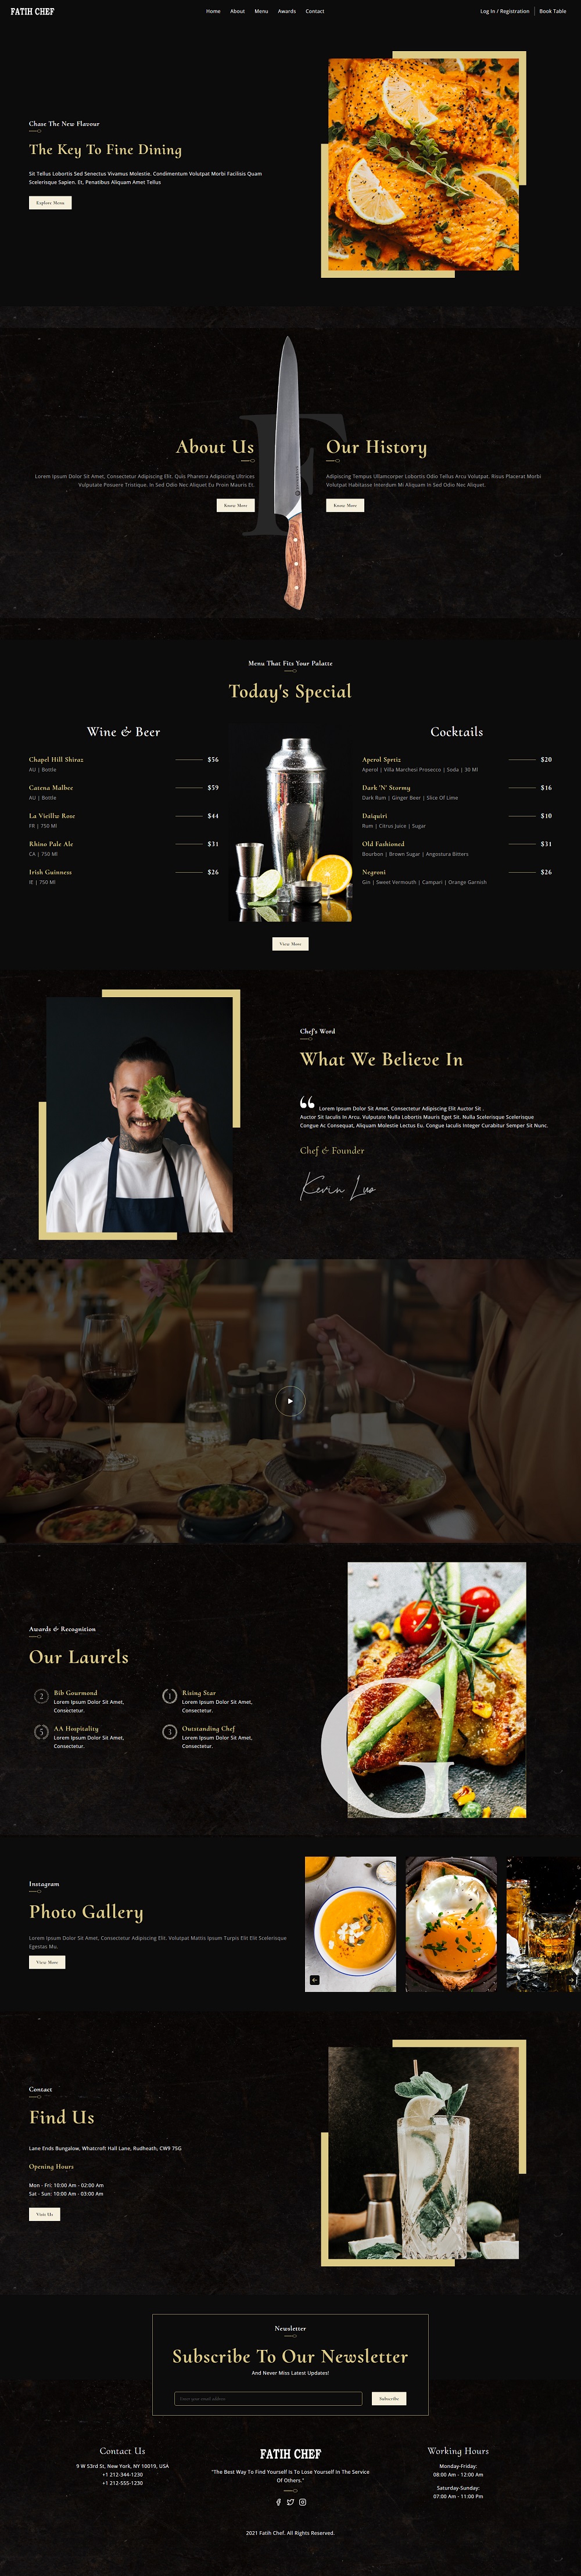 FATIH CHEF
Home About Menu Awards Contact
Log In / Registration Book Table
Chase The New Flavour
The Key To Fine Dining
Sit Tellus Lobortis Sed Senectus Vivamus Molestie. Condimentum Volutpat Morbi Facilisis Quam
Scelerisque Sapien. Et, Penatibus Aliquam Amet Tellus
Explore Menu
F
About Us
Lorem Ipsum Dolor Sit Amet, Consectetur Adipiscing Elit. Quis Pharetra Adipiscing Ultrices
Vulputate Posuere Tristique. In Sed Odio Nec Aliquet Eu Proin Mauris Et.
Know More
Our History
Adipiscing Tempus Ullamcorper Lobortis Odio Tellus Arcu Volutpat. Risus Placerat Morbi
Volutpat Habitasse Interdum Mi Aliquam In Sed Odio Nec Aliquet.
Know More
Menu That Fits Your Palatte
Today's Special
Wine & Beer
Chapel Hill Shiraz $56
AU | Bottle
Catena Malbee $59
AU | Bottle
La Vieillw Rose $44
FR | 750 Ml
Rhino Pale Ale $31
CA | 750 Ml
Irish Guinness $26
IE | 750 Ml
Cocktails
Aperol Sprtiz $20
Aperol | Villa Marchesi Prosecco | Soda | 30 Ml
Dark 'N' Stormy $16
Dark Rum | Ginger Beer | Slice Of Lime
Daiquiri $10
Rum | Citrus Juice | Sugar
Old Fashioned $31
Bourbon | Brown Sugar | Angostura Bitters
Negroni $26
Gin | Sweet Vermouth | Campari | Orange Garnish
View More
Chef's Word
What We Believe In
“ Lorem Ipsum Dolor Sit Amet, Consectetur Adipiscing Elit Auctor Sit .
Auctor Sit Iaculis In Arcu. Vulputate Nulla Lobortis Mauris Eget Sit. Nulla Scelerisque Scelerisque
Congue Ac Consequat, Aliquam Molestie Lectus Eu. Congue Iaculis Integer Curabitur Semper Sit Nunc.
Chef & Founder
Kevin Luo
Awards & Recognition
Our Laurels
2 Bib Gourmond
Lorem Ipsum Dolor Sit Amet,
Consectetur.
1 Rising Star
Lorem Ipsum Dolor Sit Amet,
Consectetur.
5 AA Hospitality
Lorem Ipsum Dolor Sit Amet,
Consectetur.
3 Outstanding Chef
Lorem Ipsum Dolor Sit Amet,
Consectetur.
G
Instagram
Photo Gallery
Lorem Ipsum Dolor Sit Amet, Consectetur Adipiscing Elit. Volutpat Mattis Ipsum Turpis Elit Elit Scelerisque
Egestas Mu.
View More
Contact
Find Us
Lane Ends Bungalow, Whatcroft Hall Lane, Rudheath, CW9 75G
Opening Hours
Mon - Fri: 10:00 Am - 02:00 Am
Sat - Sun: 10:00 Am - 03:00 Am
Visit Us
Newsletter
Subscribe To Our Newsletter
And Never Miss Latest Updates!
Enter your email address
Subscribe
Contact Us
9 W 53rd St, New York, NY 10019, USA
+1 212-344-1230
+1 212-555-1230
FATIH CHEF
"The Best Way To Find Yourself Is To Lose Yourself In The Service
Of Others."
Working Hours
Monday-Friday:
08:00 Am - 12:00 Am
Saturday-Sunday:
07:00 Am - 11:00 Pm
2021 Fatih Chef. All Rights Reserved.